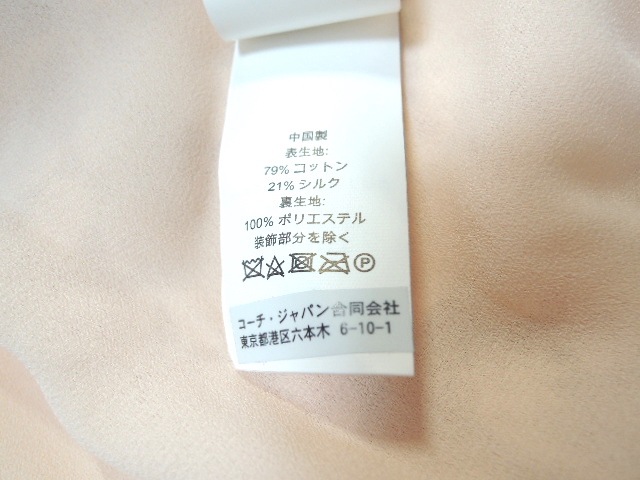 中国製
表生地:
79% コットン
21% シルク
裏生地:
100% ポリエステル
装飾部分を除く
P
コーチ・ジャパン合同会社
東京都港区六本木 6-10-1